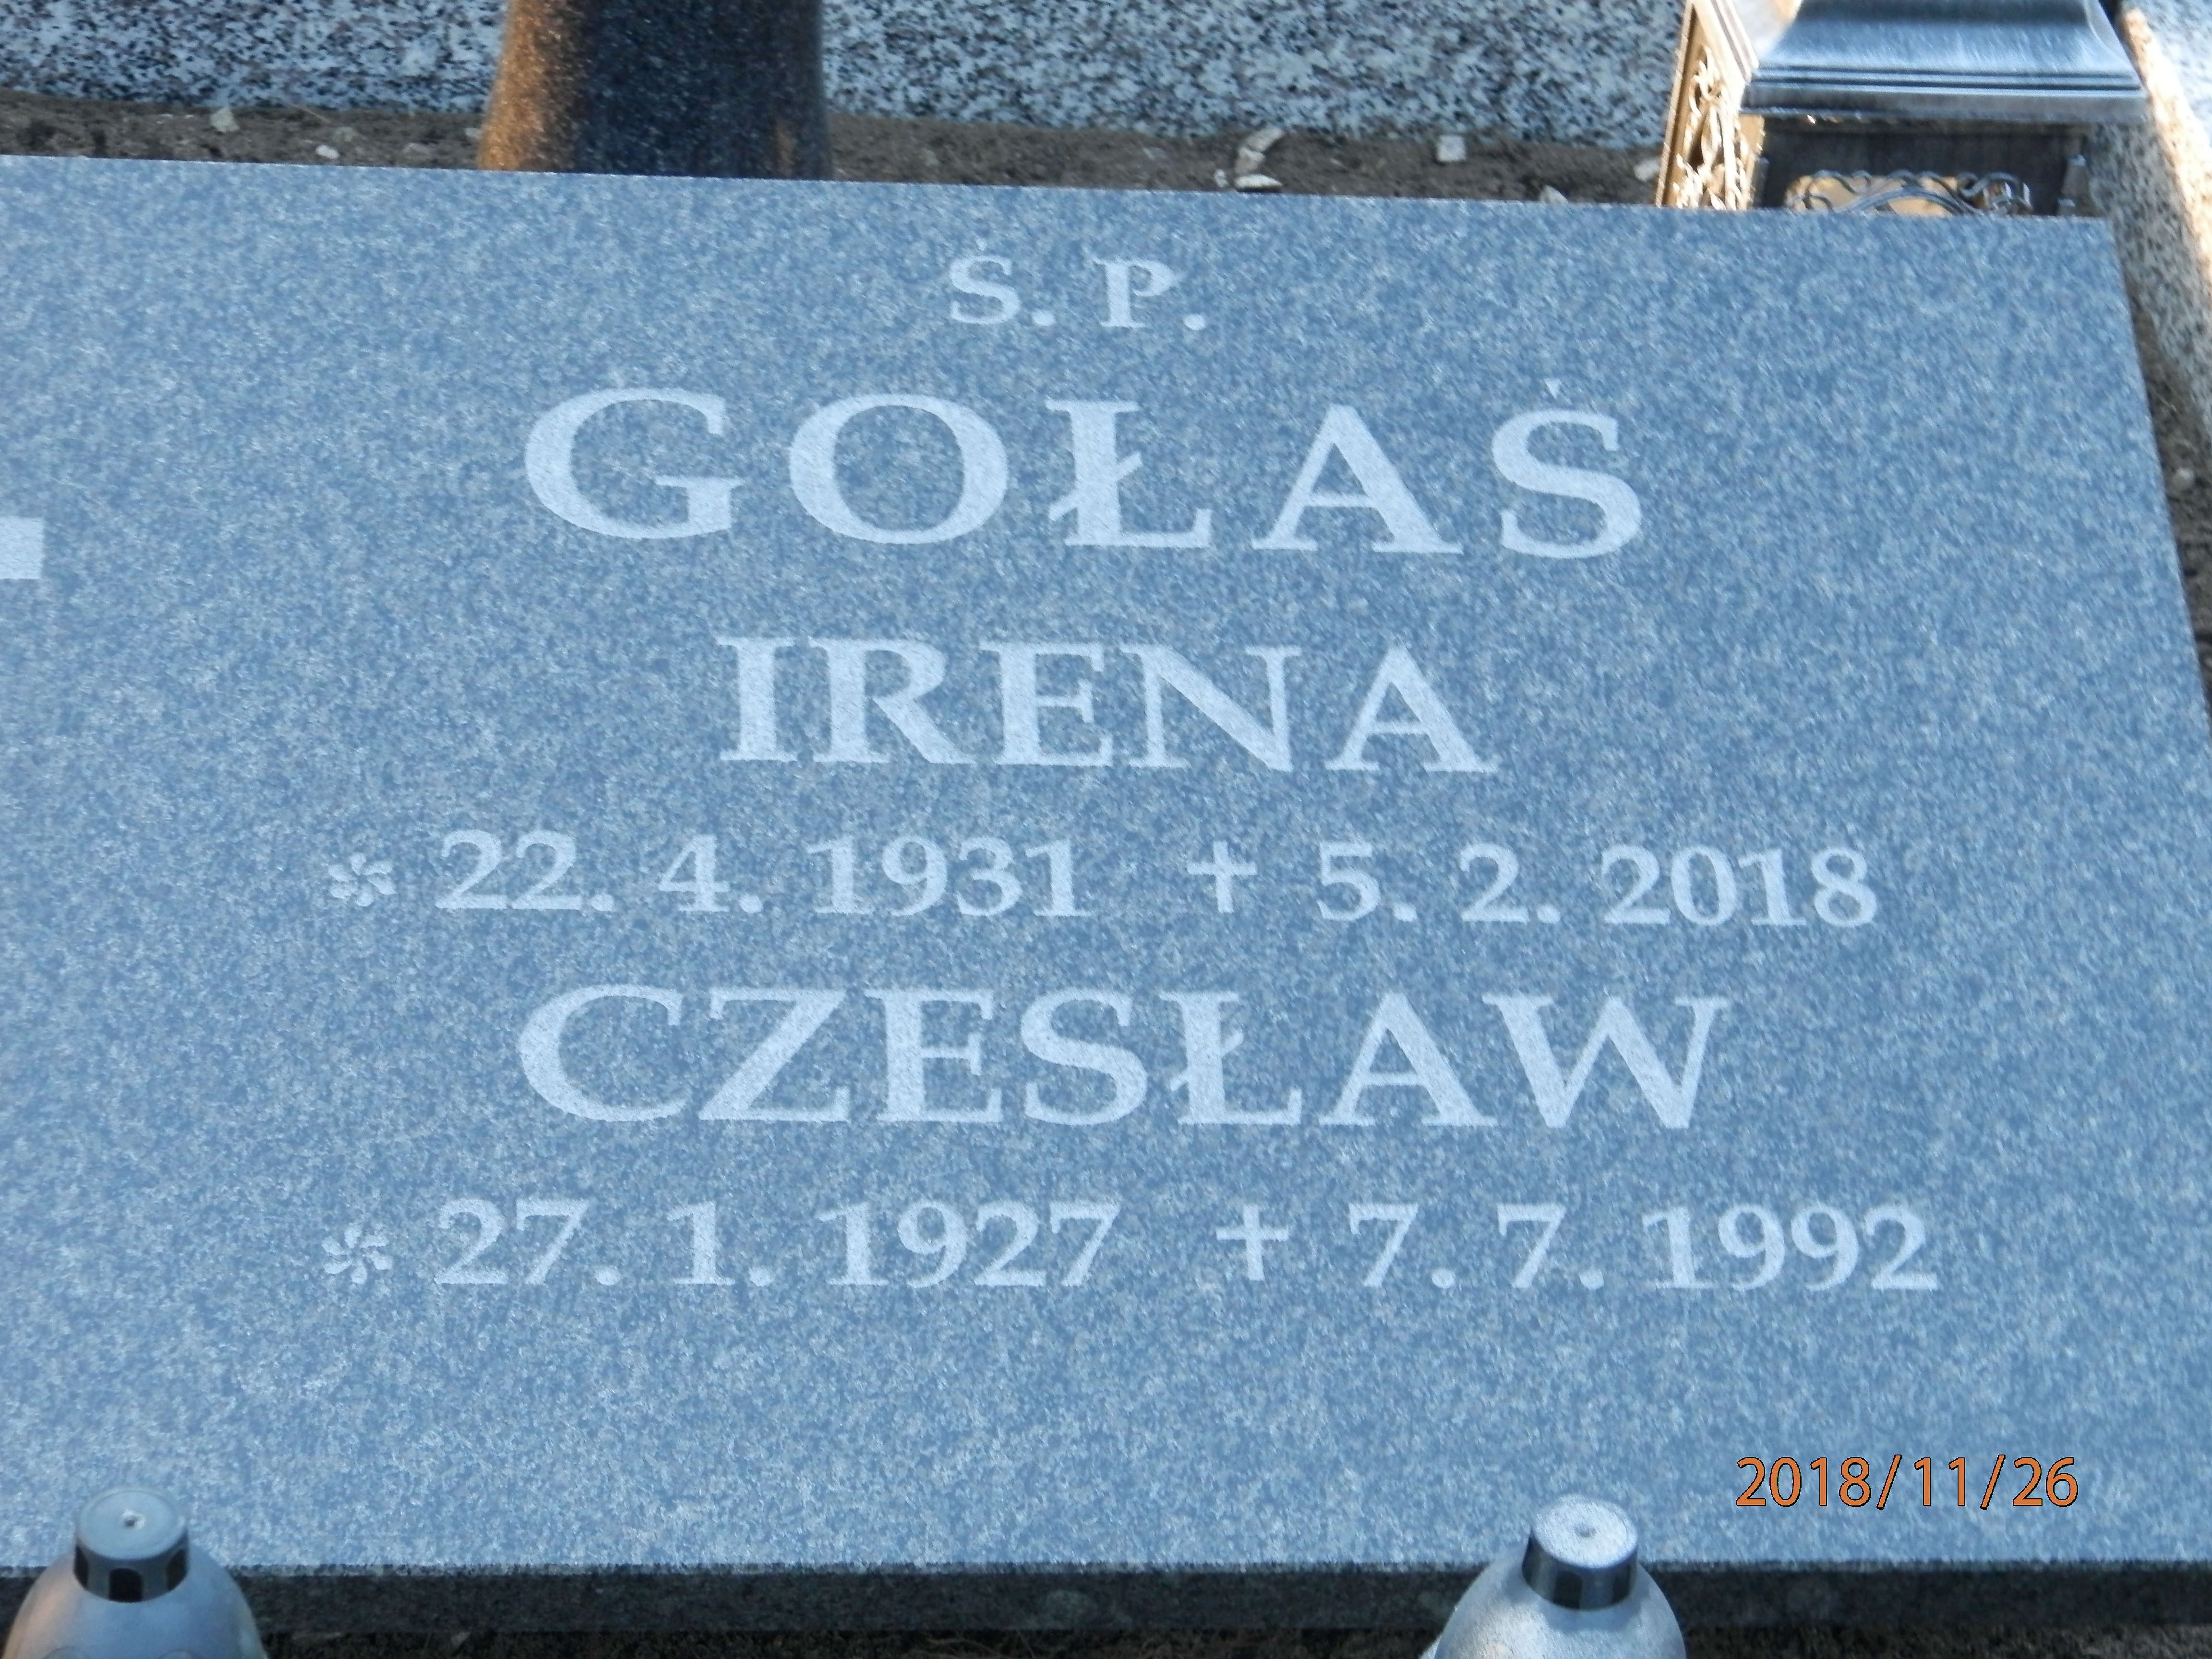 Ś. P.
GOŁAŚ
IRENA
* 22. 4. 1931 ✝ 5. 2. 2018
CZESŁAW
* 27. 1. 1927 ✝ 7. 7. 1992
2018/11/26